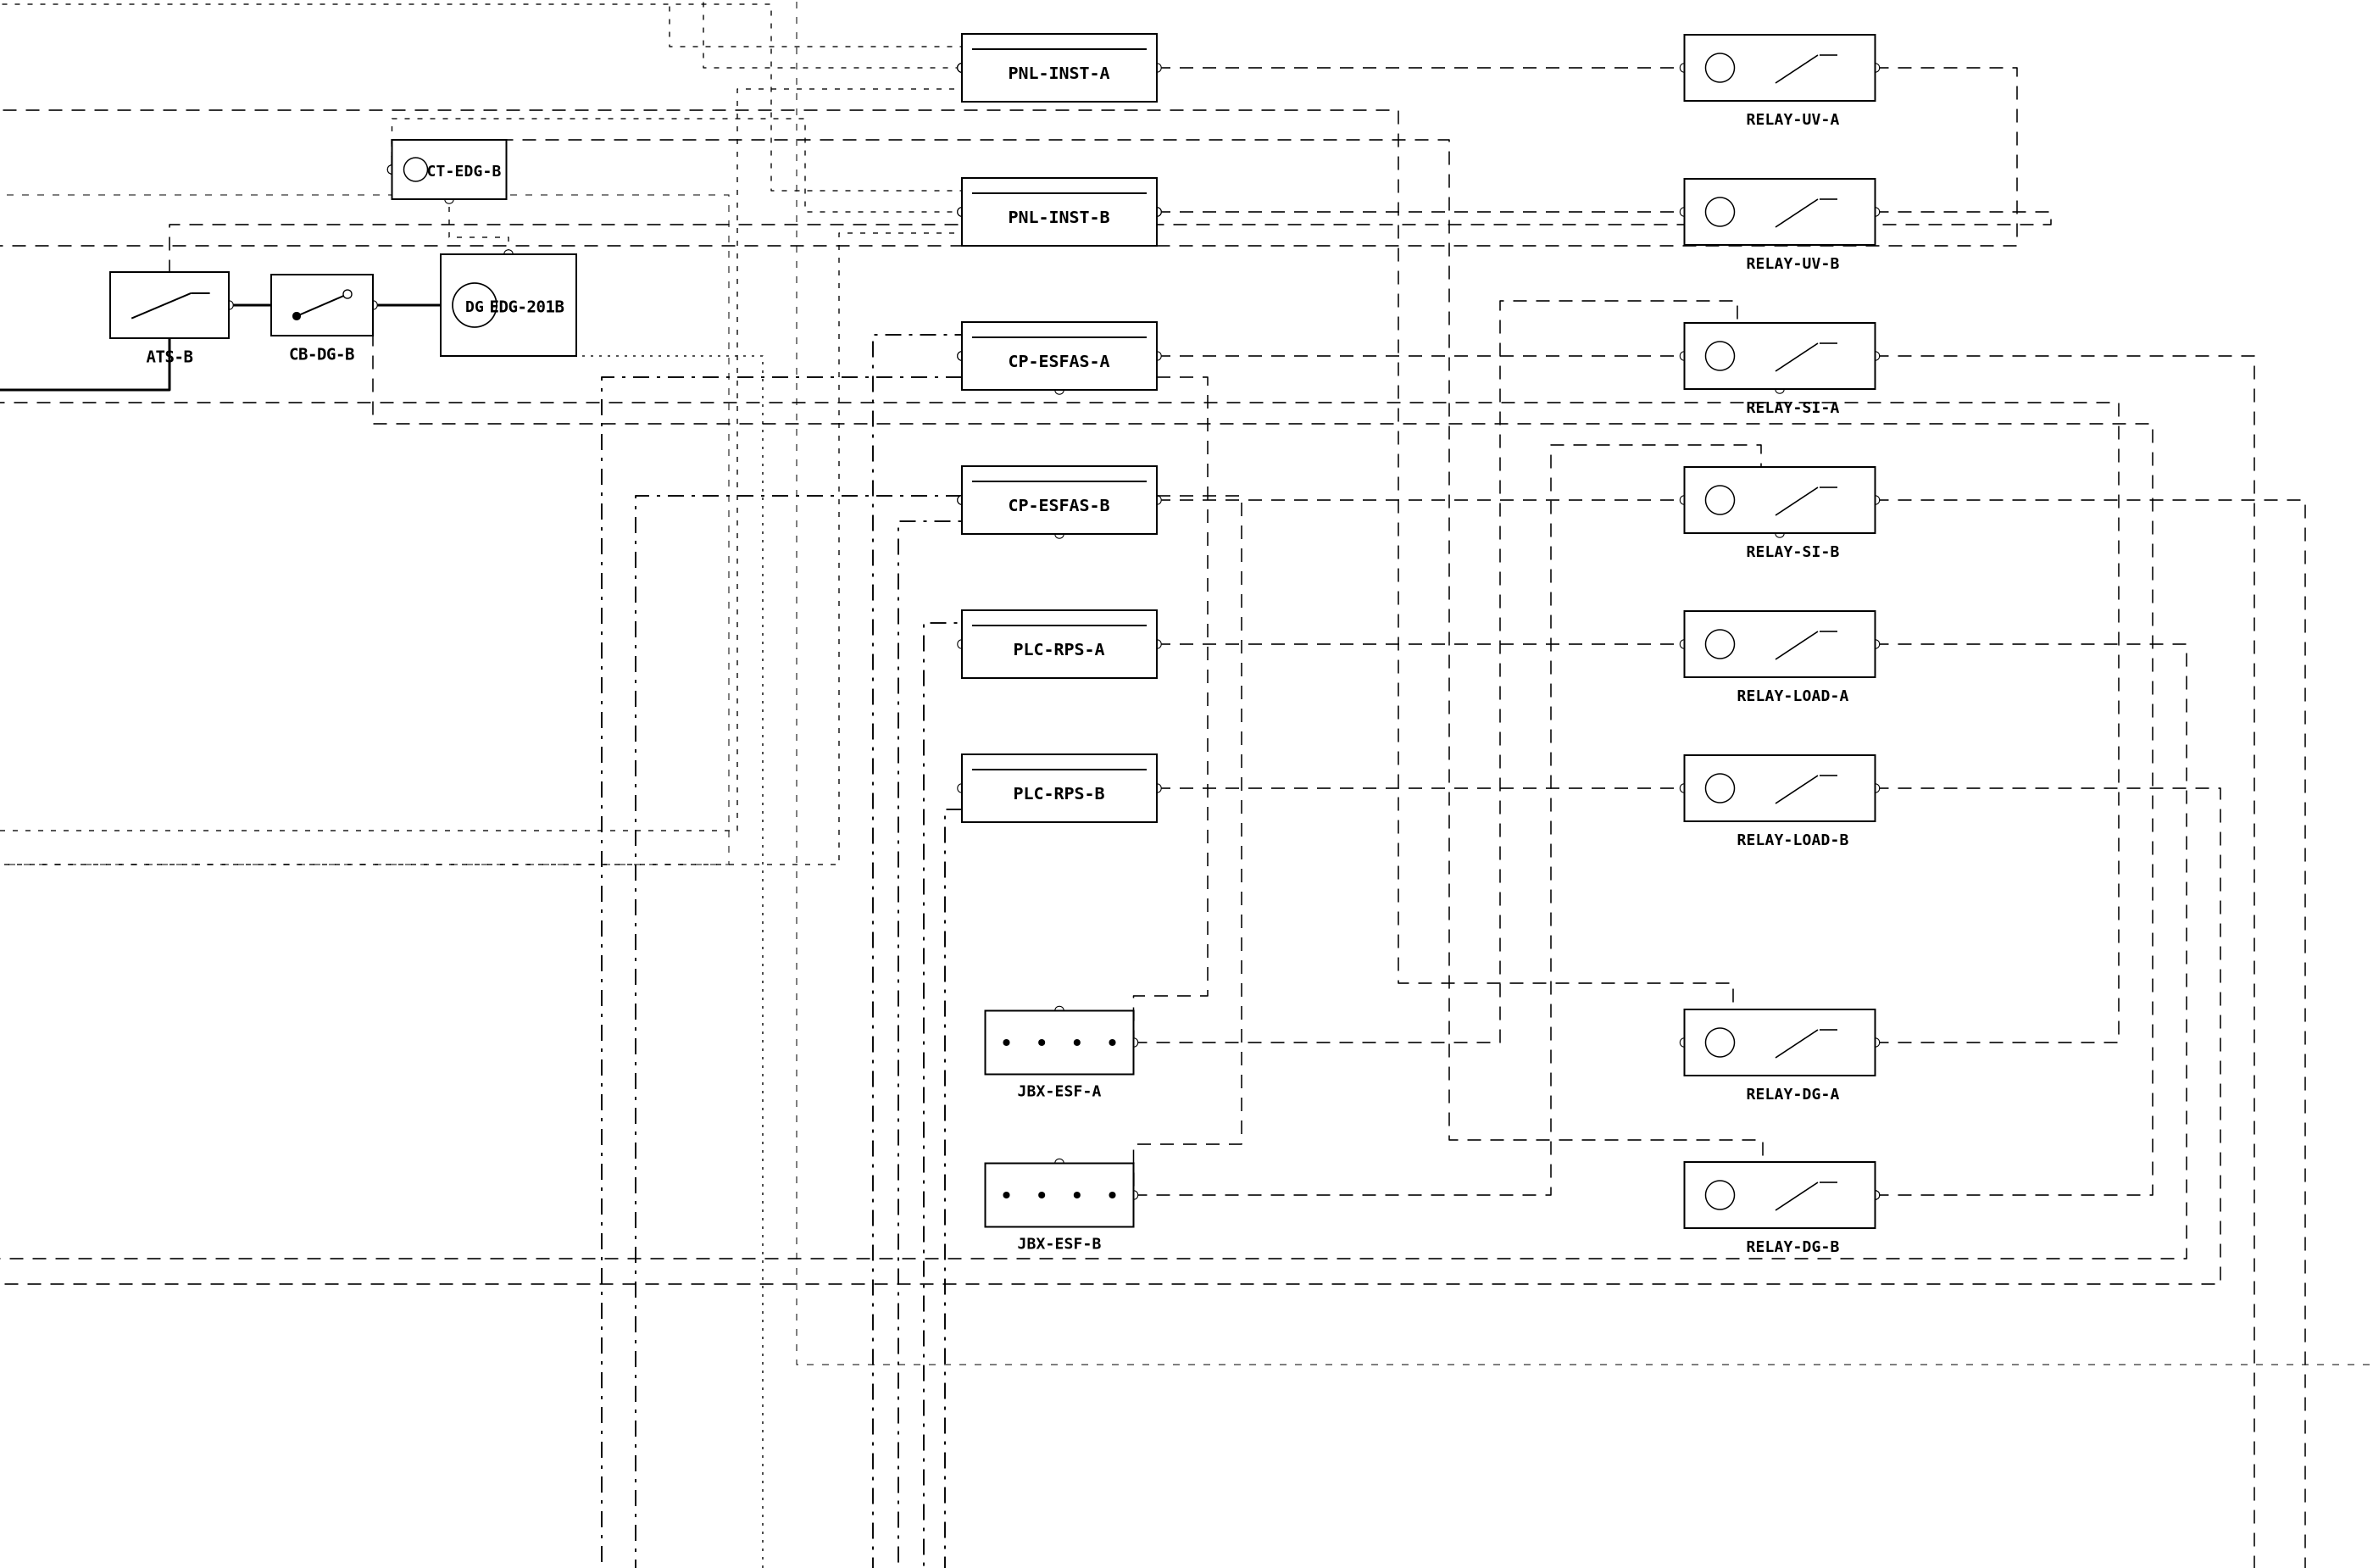 PNL-INST-A
RELAY-UV-A
CT-EDG-B
PNL-INST-B
RELAY-UV-B
DG EDG-201B
ATS-B
CB-DG-B
CP-ESFAS-A
RELAY-SI-A
CP-ESFAS-B
RELAY-SI-B
PLC-RPS-A
RELAY-LOAD-A
PLC-RPS-B
RELAY-LOAD-B
JBX-ESF-A
RELAY-DG-A
JBX-ESF-B
RELAY-DG-B